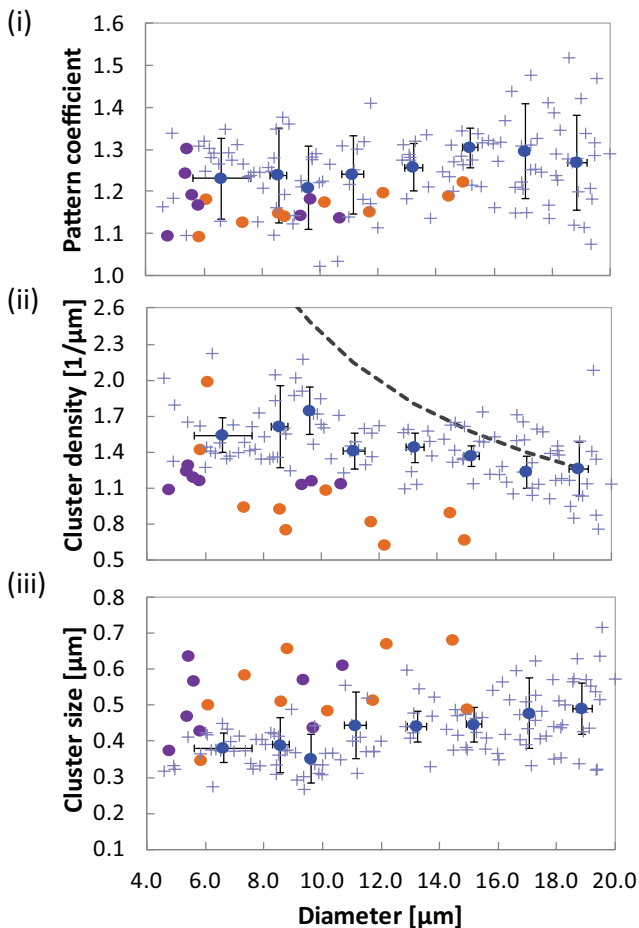 (i)
Pattern coefficient
1.6
1.5
1.4
1.3
1.2
1.1
1.0
(ii)
Cluster density [1/µm]
2.6
2.3
2.0
1.7
1.4
1.1
0.8
0.5
(iii)
Cluster size [µm]
0.8
0.7
0.6
0.5
0.4
0.3
0.2
0.1
4.0 6.0 8.0 10.0 12.0 14.0 16.0 18.0 20.0
Diameter [µm]